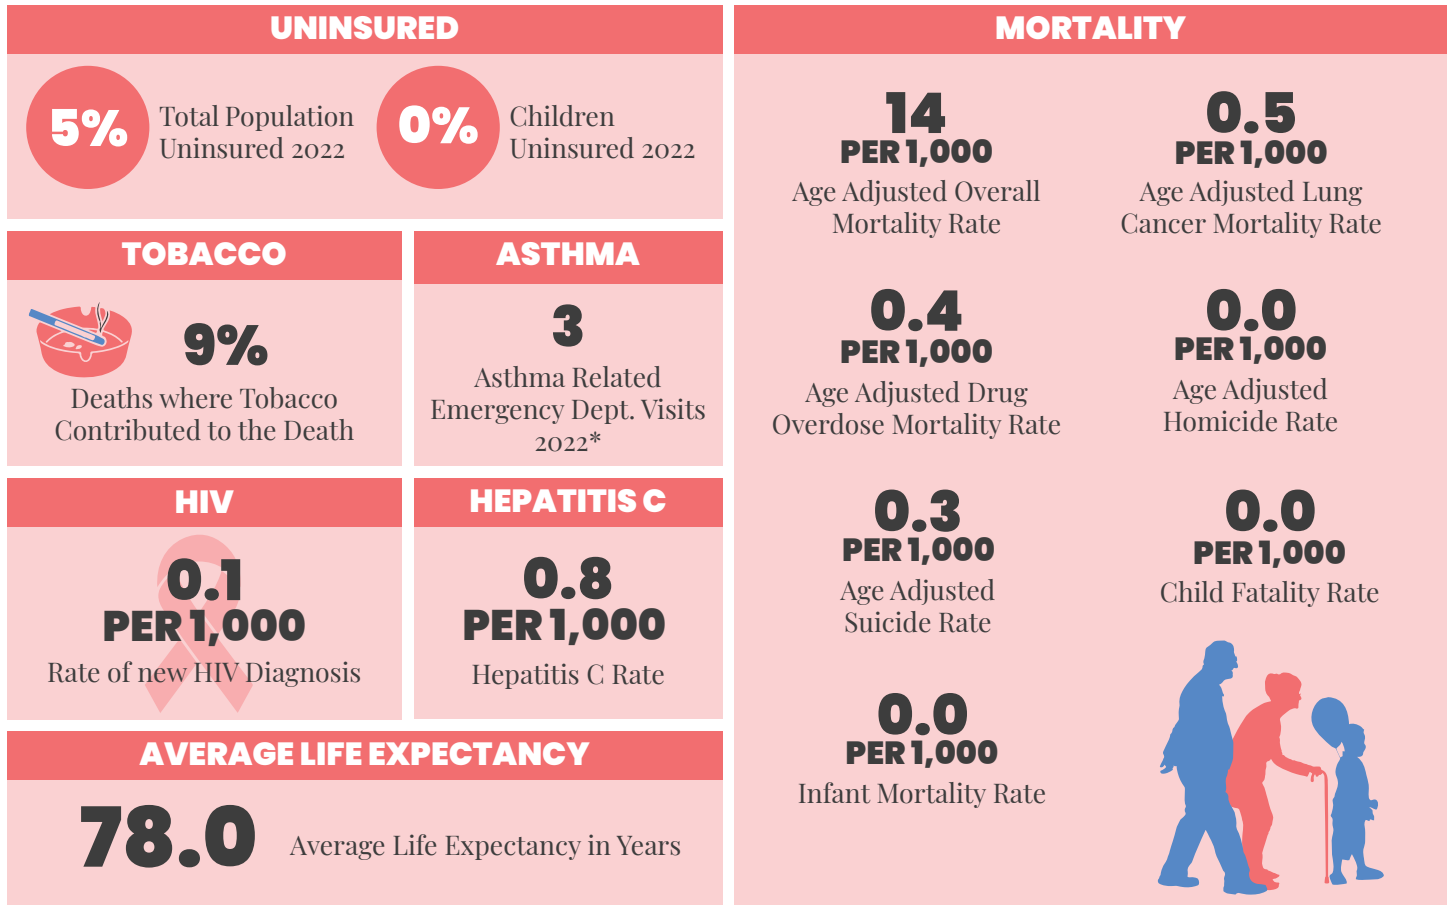 UNINSURED
5%
Total Population
Uninsured 2022
0%
Children
Uninsured 2022
TOBACCO
9%
Deaths where Tobacco
Contributed to the Death
ASTHMA
3
Asthma Related
Emergency Dept. Visits
2022*
HIV
0.1
PER 1,000
Rate of new HIV Diagnosis
HEPATITIS C
0.8
PER 1,000
Hepatitis C Rate
AVERAGE LIFE EXPECTANCY
78.0
Average Life Expectancy in Years
MORTALITY
14
PER 1,000
Age Adjusted Overall
Mortality Rate
0.5
PER 1,000
Age Adjusted Lung
Cancer Mortality Rate
0.4
PER 1,000
Age Adjusted Drug
Overdose Mortality Rate
0.0
PER 1,000
Age Adjusted
Homicide Rate
0.3
PER 1,000
Age Adjusted
Suicide Rate
0.0
PER 1,000
Child Fatality Rate
0.0
PER 1,000
Infant Mortality Rate